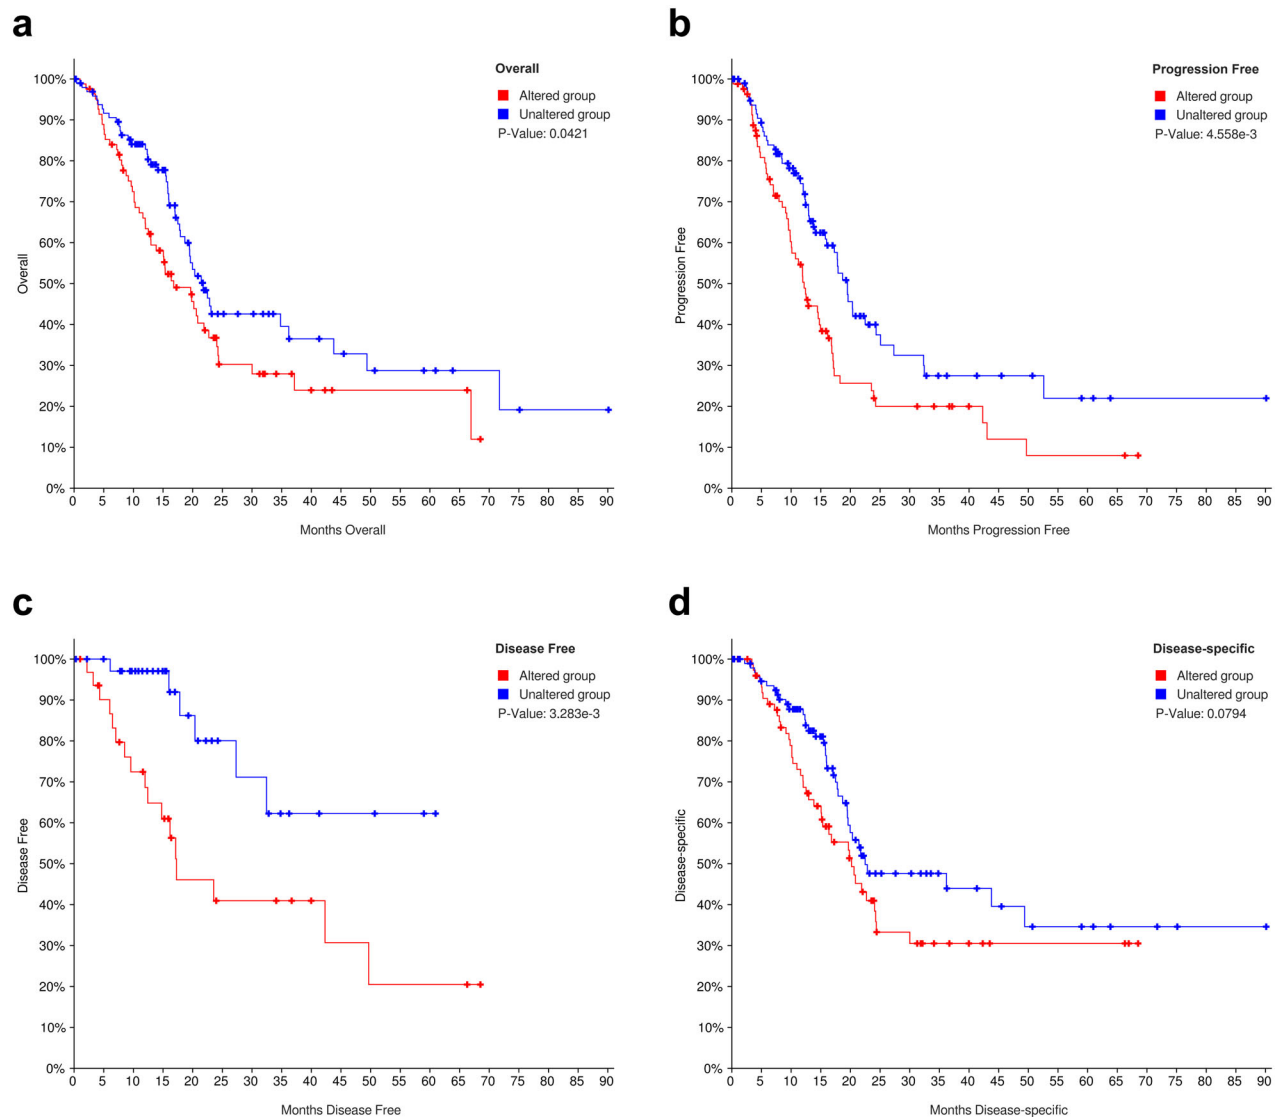 a
Overall
Altered group
Unaltered group
P-Value: 0.0421
100%
90%
80%
70%
60%
50%
40%
30%
20%
10%
0%
Overall
0 5 10 15 20 25 30 35 40 45 50 55 60 65 70 75 80 85 90
Months Overall
b
Progression Free
Altered group
Unaltered group
P-Value: 4.558e-3
100%
90%
80%
70%
60%
50%
40%
30%
20%
10%
0%
Progression Free
0 5 10 15 20 25 30 35 40 45 50 55 60 65 70 75 80 85 90
Months Progression Free
c
Disease Free
Altered group
Unaltered group
P-Value: 3.283e-3
100%
90%
80%
70%
60%
50%
40%
30%
20%
10%
0%
Disease Free
0 5 10 15 20 25 30 35 40 45 50 55 60 65 70 75 80 85 90
Months Disease Free
d
Disease-specific
Altered group
Unaltered group
P-Value: 0.0794
100%
90%
80%
70%
60%
50%
40%
30%
20%
10%
0%
Disease-specific
0 5 10 15 20 25 30 35 40 45 50 55 60 65 70 75 80 85 90
Months Disease-specific